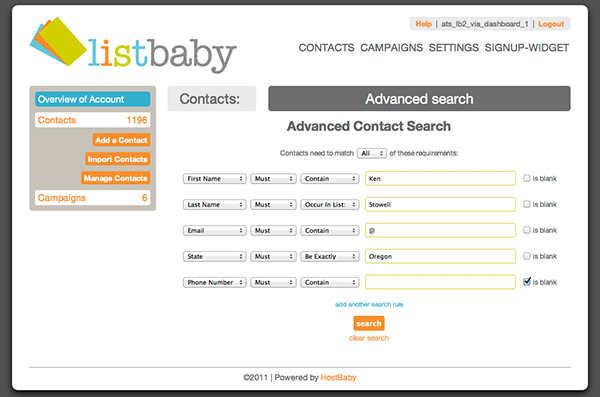 Help | ats_lb2_via_dashboard_1 | Logout
listbaby
CONTACTS CAMPAIGNS SETTINGS SIGNUP-WIDGET
Overview of Account
Contacts 1196
Add a Contact
Import Contacts
Manage Contacts
Campaigns 6
Contacts:
Advanced search
Advanced Contact Search
Contacts need to match All of these requirements:
First Name Must Contain Ken is blank
Last Name Must Occur In List: Stowell is blank
Email Must Contain @ is blank
State Must Be Exactly Oregon is blank
Phone Number Must Contain is blank
add another search rule
search
clear search
©2011 | Powered by HostBaby